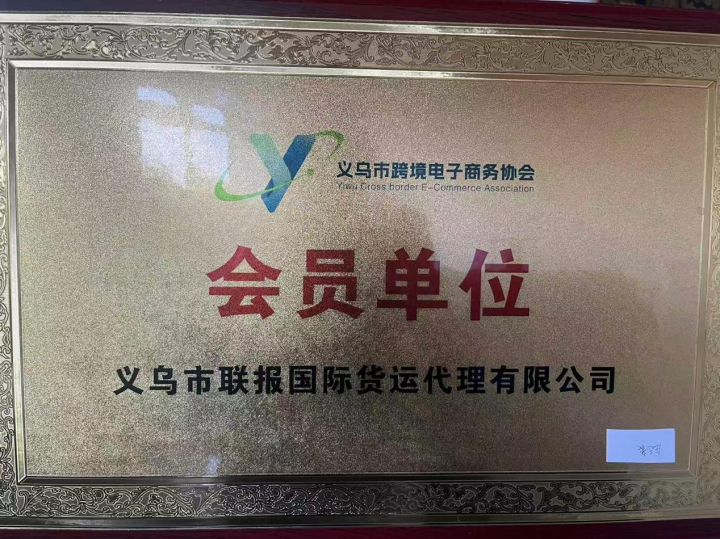 义乌市跨境电子商务协会
Yiwu Cross border E-Commerce Association
会员单位
义乌市联报国际货运代理有限公司